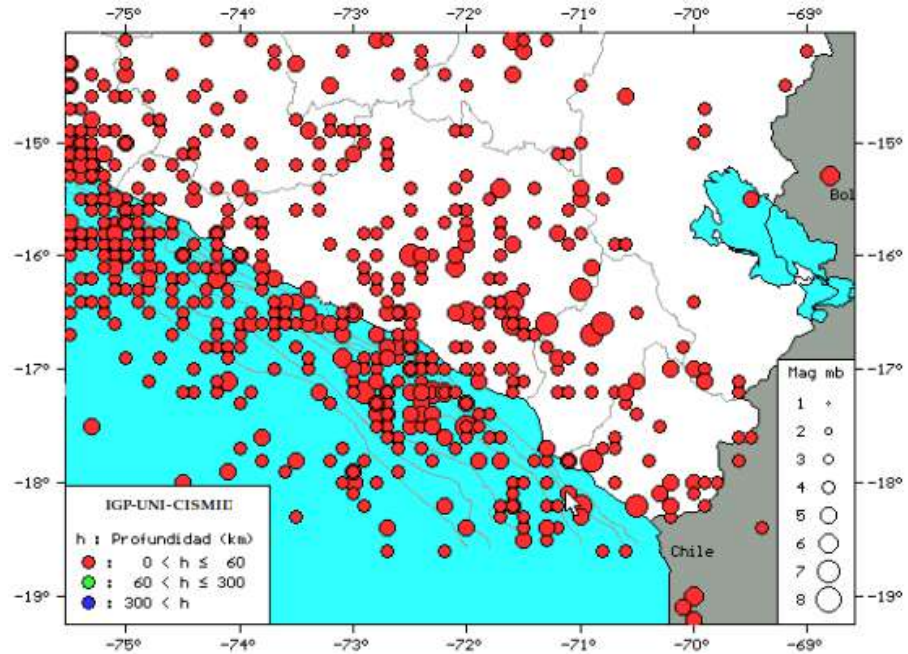 -75° -74° -73° -72° -71° -70° -69°
-15° -15°
Bol
-16° -16°
-17° -17°
Mag mb
1
2
3
4
5
6
7
8
-18° -18°
IGP-UNI-CISMID
h : Profundidad (km)
: 0 < h ≤ 60
: 60 < h ≤ 300
: 300 < h
Chile
-19° -19°
-75° -74° -73° -72° -71° -70° -69°